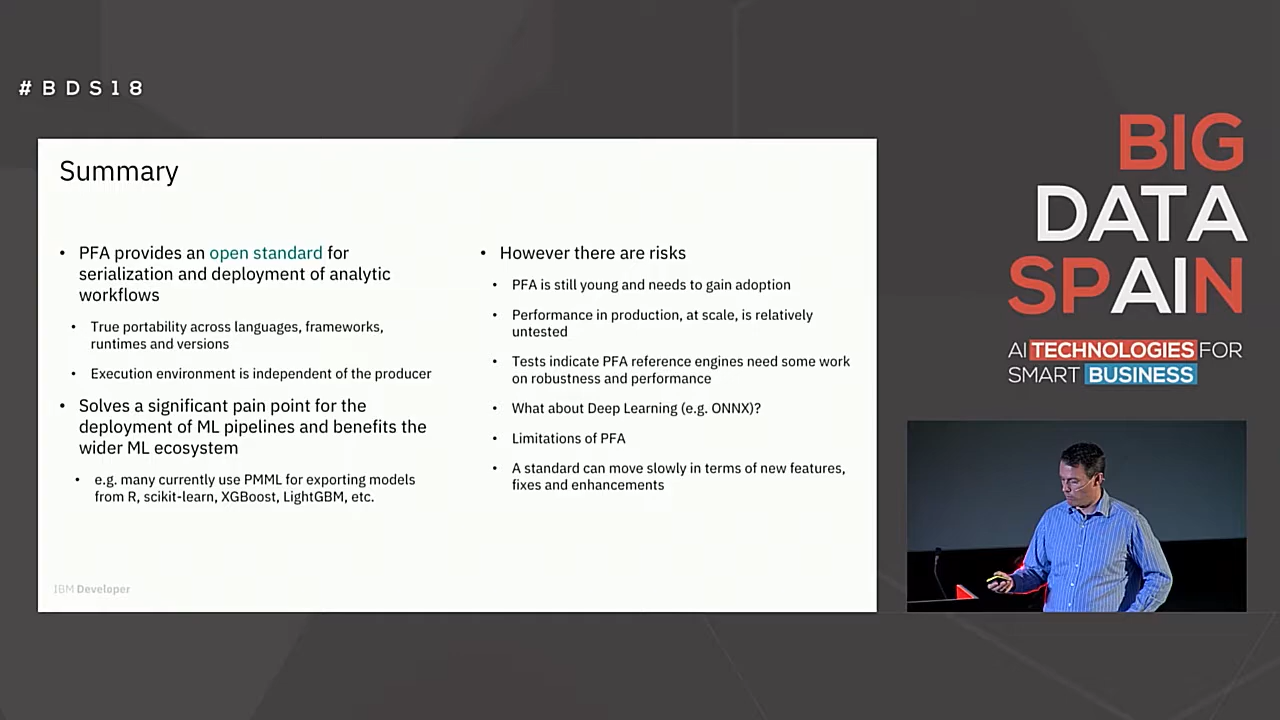 #BDS18
Summary
• PFA provides an open standard for
serialization and deployment of analytic
workflows
• True portability across languages, frameworks,
runtimes and versions
• Execution environment is independent of the producer
• Solves a significant pain point for the
deployment of ML pipelines and benefits the
wider ML ecosystem
• e.g. many currently use PMML for exporting models
from R, scikit-learn, XGBoost, LightGBM, etc.
• However there are risks
• PFA is still young and needs to gain adoption
• Performance in production, at scale, is relatively
untested
• Tests indicate PFA reference engines need some work
on robustness and performance
• What about Deep Learning (e.g. ONNX)?
• Limitations of PFA
• A standard can move slowly in terms of new features,
fixes and enhancements
IBM Developer
BIG
DATA
SPAIN
AI TECHNOLOGIES FOR
SMART BUSINESS